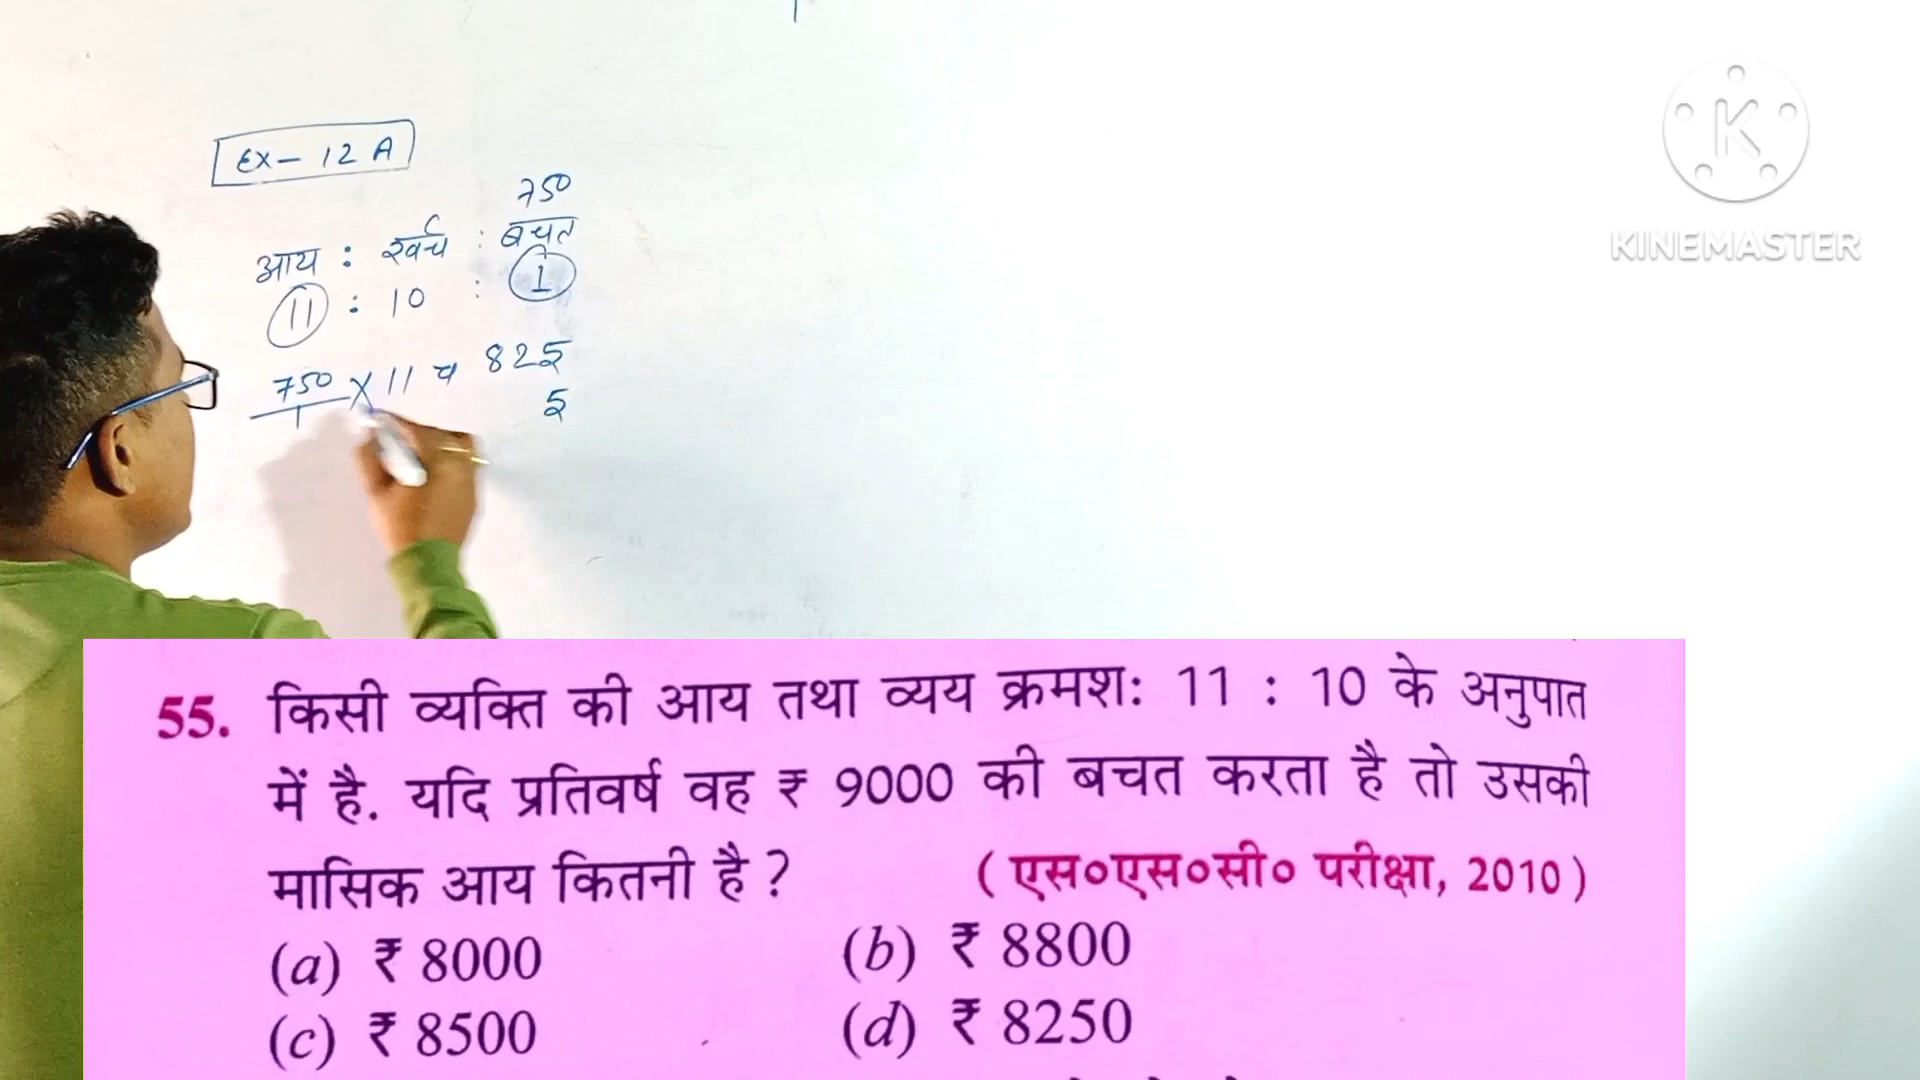 Ex - 12 A
750
आय : खर्च : बचत
11 : 10 : 1
750 × 11 = 825
1
KINEMASTER
55. किसी व्यक्ति की आय तथा व्यय क्रमशः 11 : 10 के अनुपात
में है. यदि प्रतिवर्ष वह ₹ 9000 की बचत करता है तो उसकी
मासिक आय कितनी है ? ( एस०एस०सी० परीक्षा, 2010 )
(a) ₹ 8000 (b) ₹ 8800
(c) ₹ 8500 (d) ₹ 8250